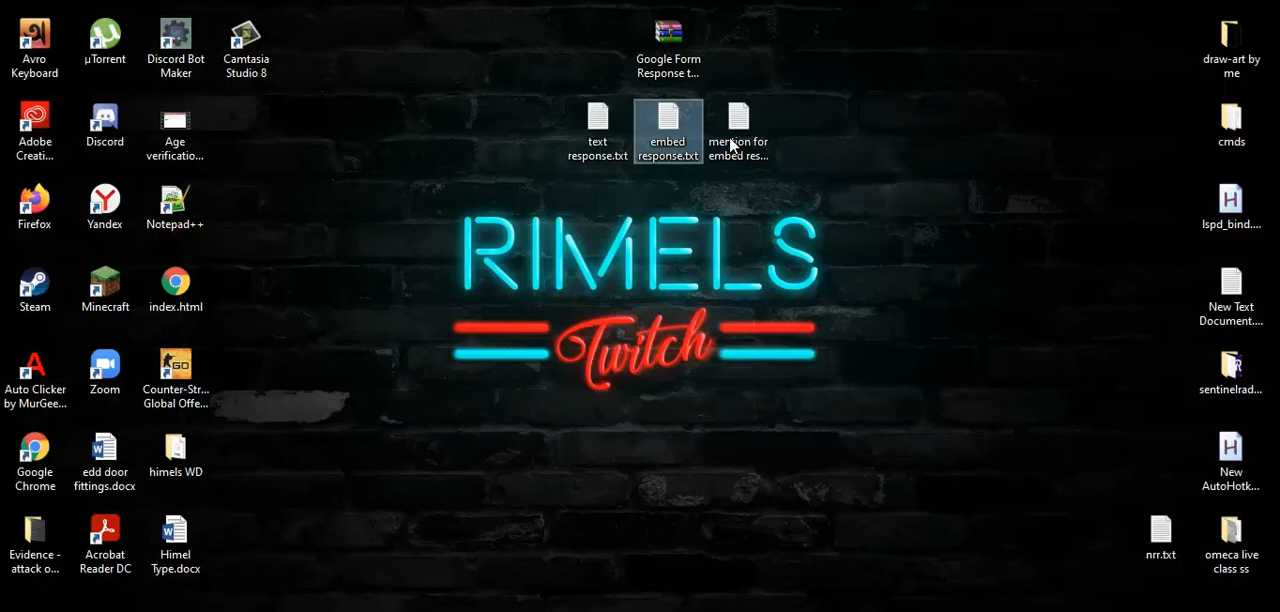 Avro
Keyboard
µTorrent
Discord Bot
Maker
Camtasia
Studio 8
Google Form
Response t...
draw-art by
me
Adobe
Creati...
Discord
Age
verificatio...
text
response.txt
embed
response.txt
mention for
embed res...
cmds
Firefox
Yandex
Notepad++
lspd_bind....
RIMELS
Twitch
Steam
Minecraft
index.html
New Text
Document....
Auto Clicker
by MurGee...
Zoom
Counter-Str...
Global Offe...
sentinelrad...
Google
Chrome
edd door
fittings.docx
himels WD
New
AutoHotk...
Evidence -
attack o...
Acrobat
Reader DC
Himel
Type.docx
nrr.txt
omeca live
class ss